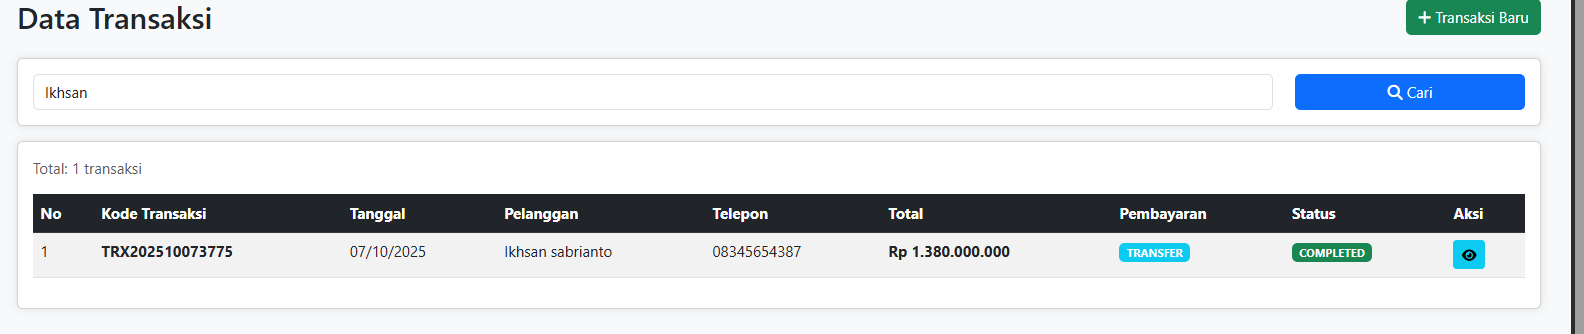 Data Transaksi
Transaksi Baru
Ikhsan
Cari
Total: 1 transaksi
No Kode Transaksi Tanggal Pelanggan Telepon Total Pembayaran Status Aksi
1 TRX202510073775 07/10/2025 Ikhsan sabrianto 08345654387 Rp 1.380.000.000 TRANSFER COMPLETED